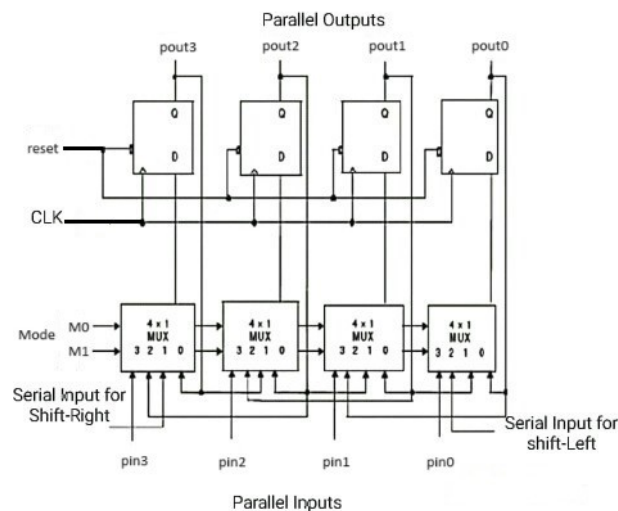 Parallel Outputs
pout3 pout2 pout1 pout0
Q Q Q Q
reset
D D D D
CLK
4 x 1 4 x 1 4 x 1 4 x 1
Mode M0 MUX MUX MUX MUX
M1 3 2 1 0 3 2 1 0 3 2 1 0 3 2 1 0
Serial Input for
Shift-Right
Serial Input for
shift-Left
pin3 pin2 pin1 pin0
Parallel Inputs